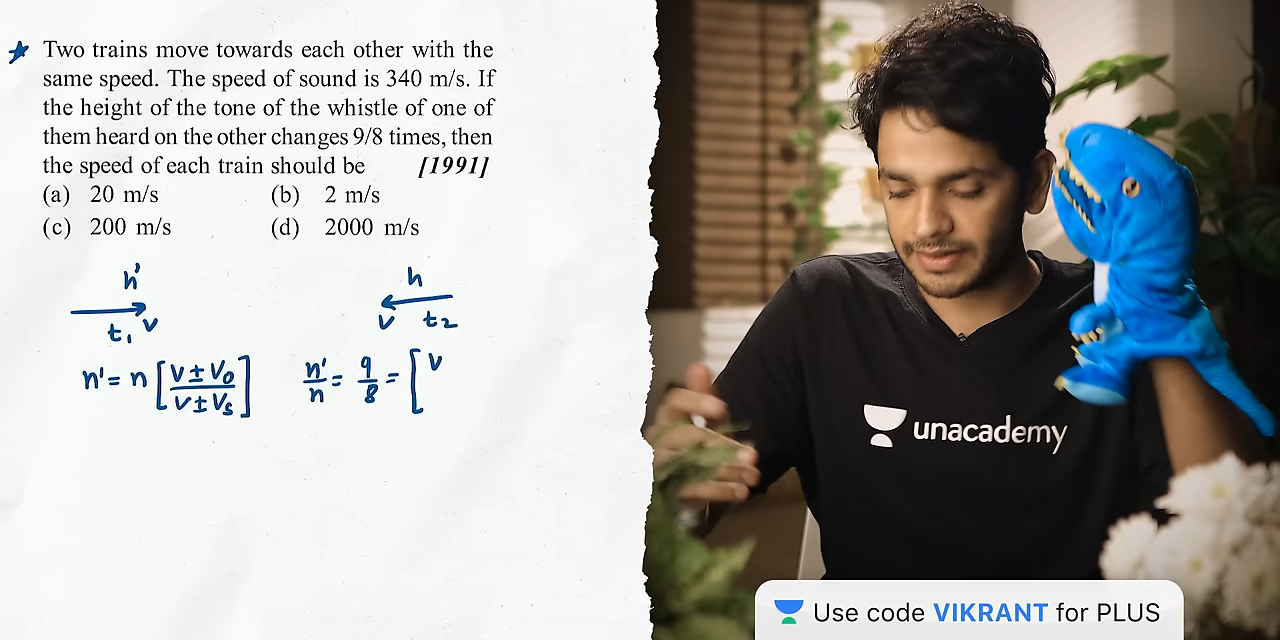 Two trains move towards each other with the
same speed. The speed of sound is 340 m/s. If
the height of the tone of the whistle of one of
them heard on the other changes 9/8 times, then
the speed of each train should be [1991]
(a) 20 m/s (b) 2 m/s
(c) 200 m/s (d) 2000 m/s
n' n
v v
t₁ t₂
n' = n [(v ± v₀)/(v ± vₛ)] n'/n = 9/8 = [v
unacademy
Use code VIKRANT for PLUS